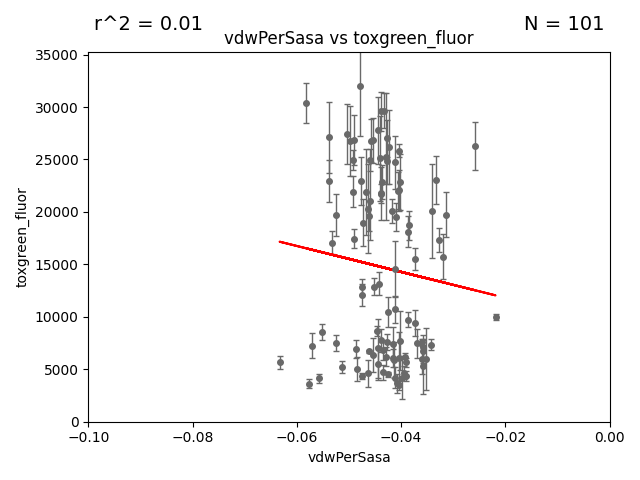 r^2 = 0.01
N = 101
vdwPerSasa vs toxgreen_fluor
35000
30000
25000
20000
15000
10000
5000
0
toxgreen_fluor
−0.10
−0.08
−0.06
−0.04
−0.02
0.00
vdwPerSasa